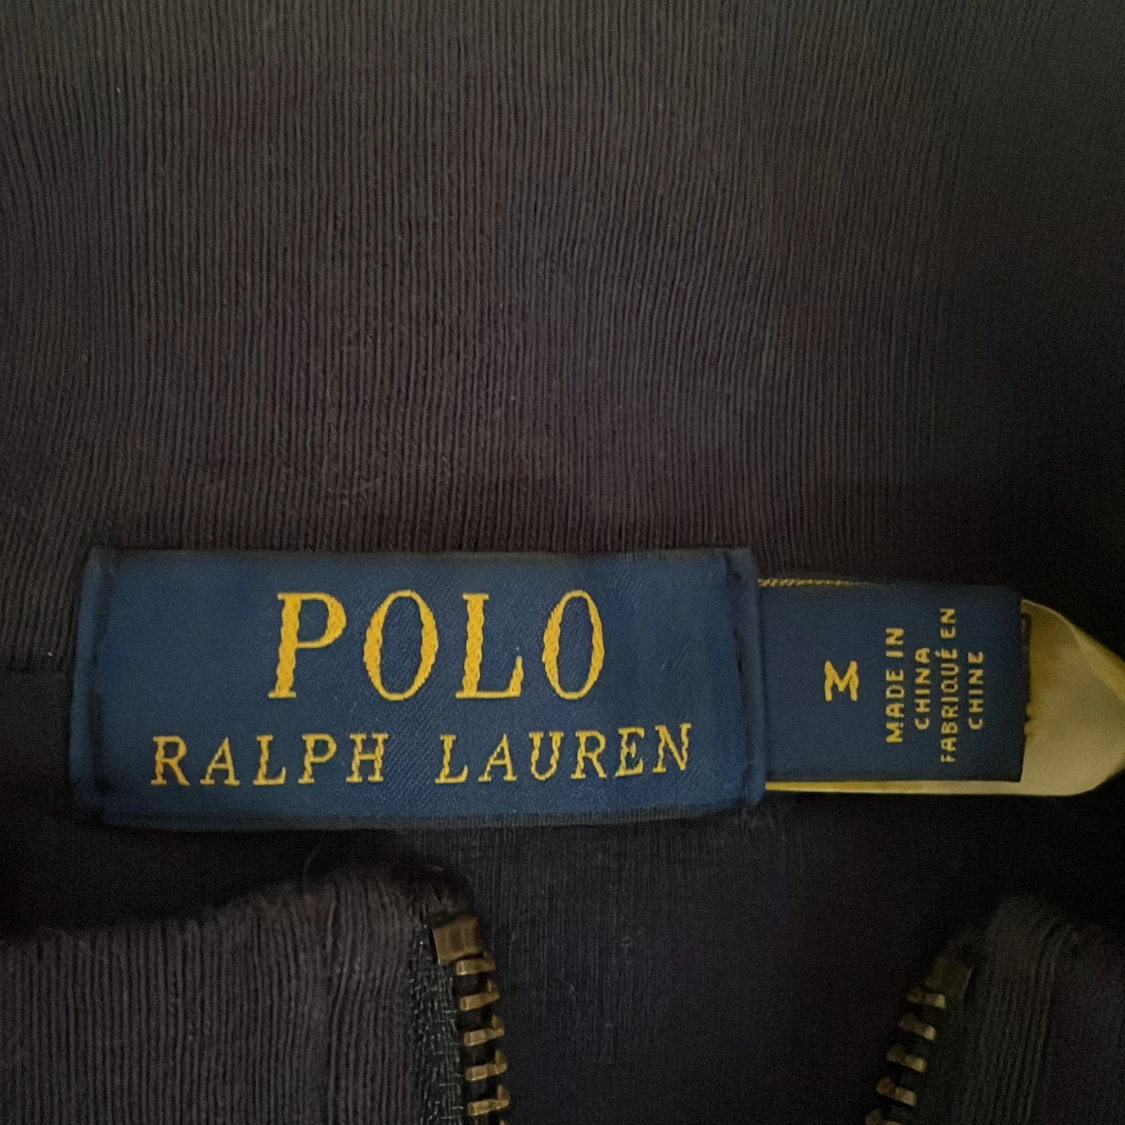 POLO
RALPH LAUREN
M
MADE IN
CHINA
FABRIQUÉ EN
CHINE